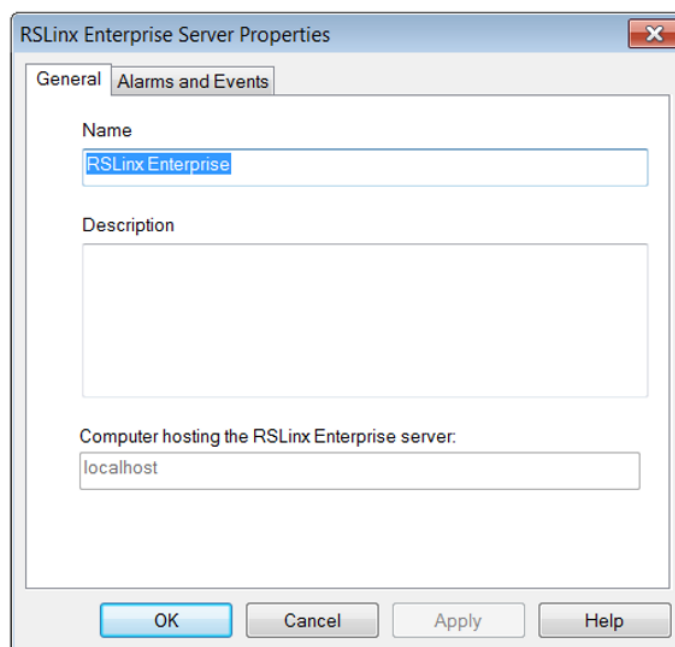 RSLinx Enterprise Server Properties
General Alarms and Events
Name
RSLinx Enterprise
Description
Computer hosting the RSLinx Enterprise server:
localhost
OK Cancel Apply Help